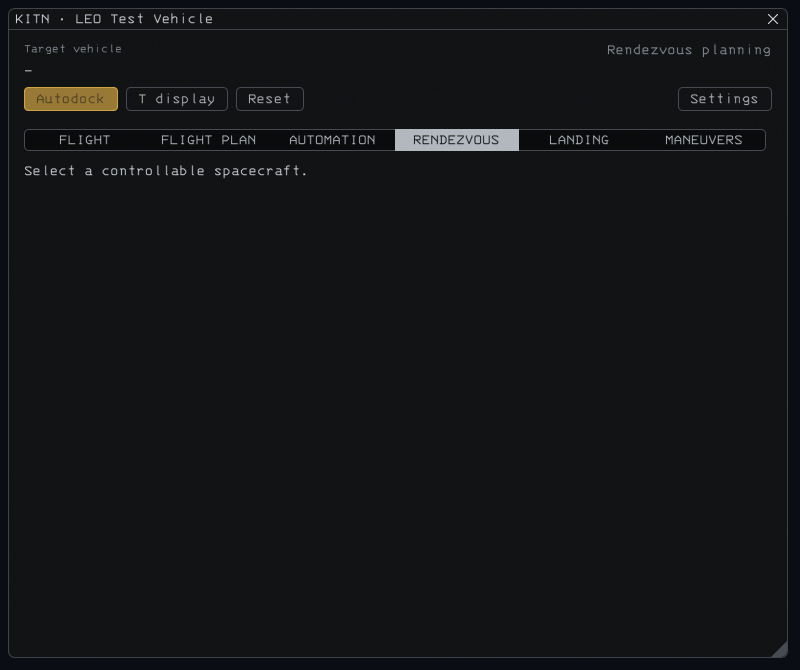 KITN · LEO Test Vehicle
Target vehicle
Rendezvous planning
–
Autodock T display Reset Settings
FLIGHT FLIGHT PLAN AUTOMATION RENDEZVOUS LANDING MANEUVERS
Select a controllable spacecraft.